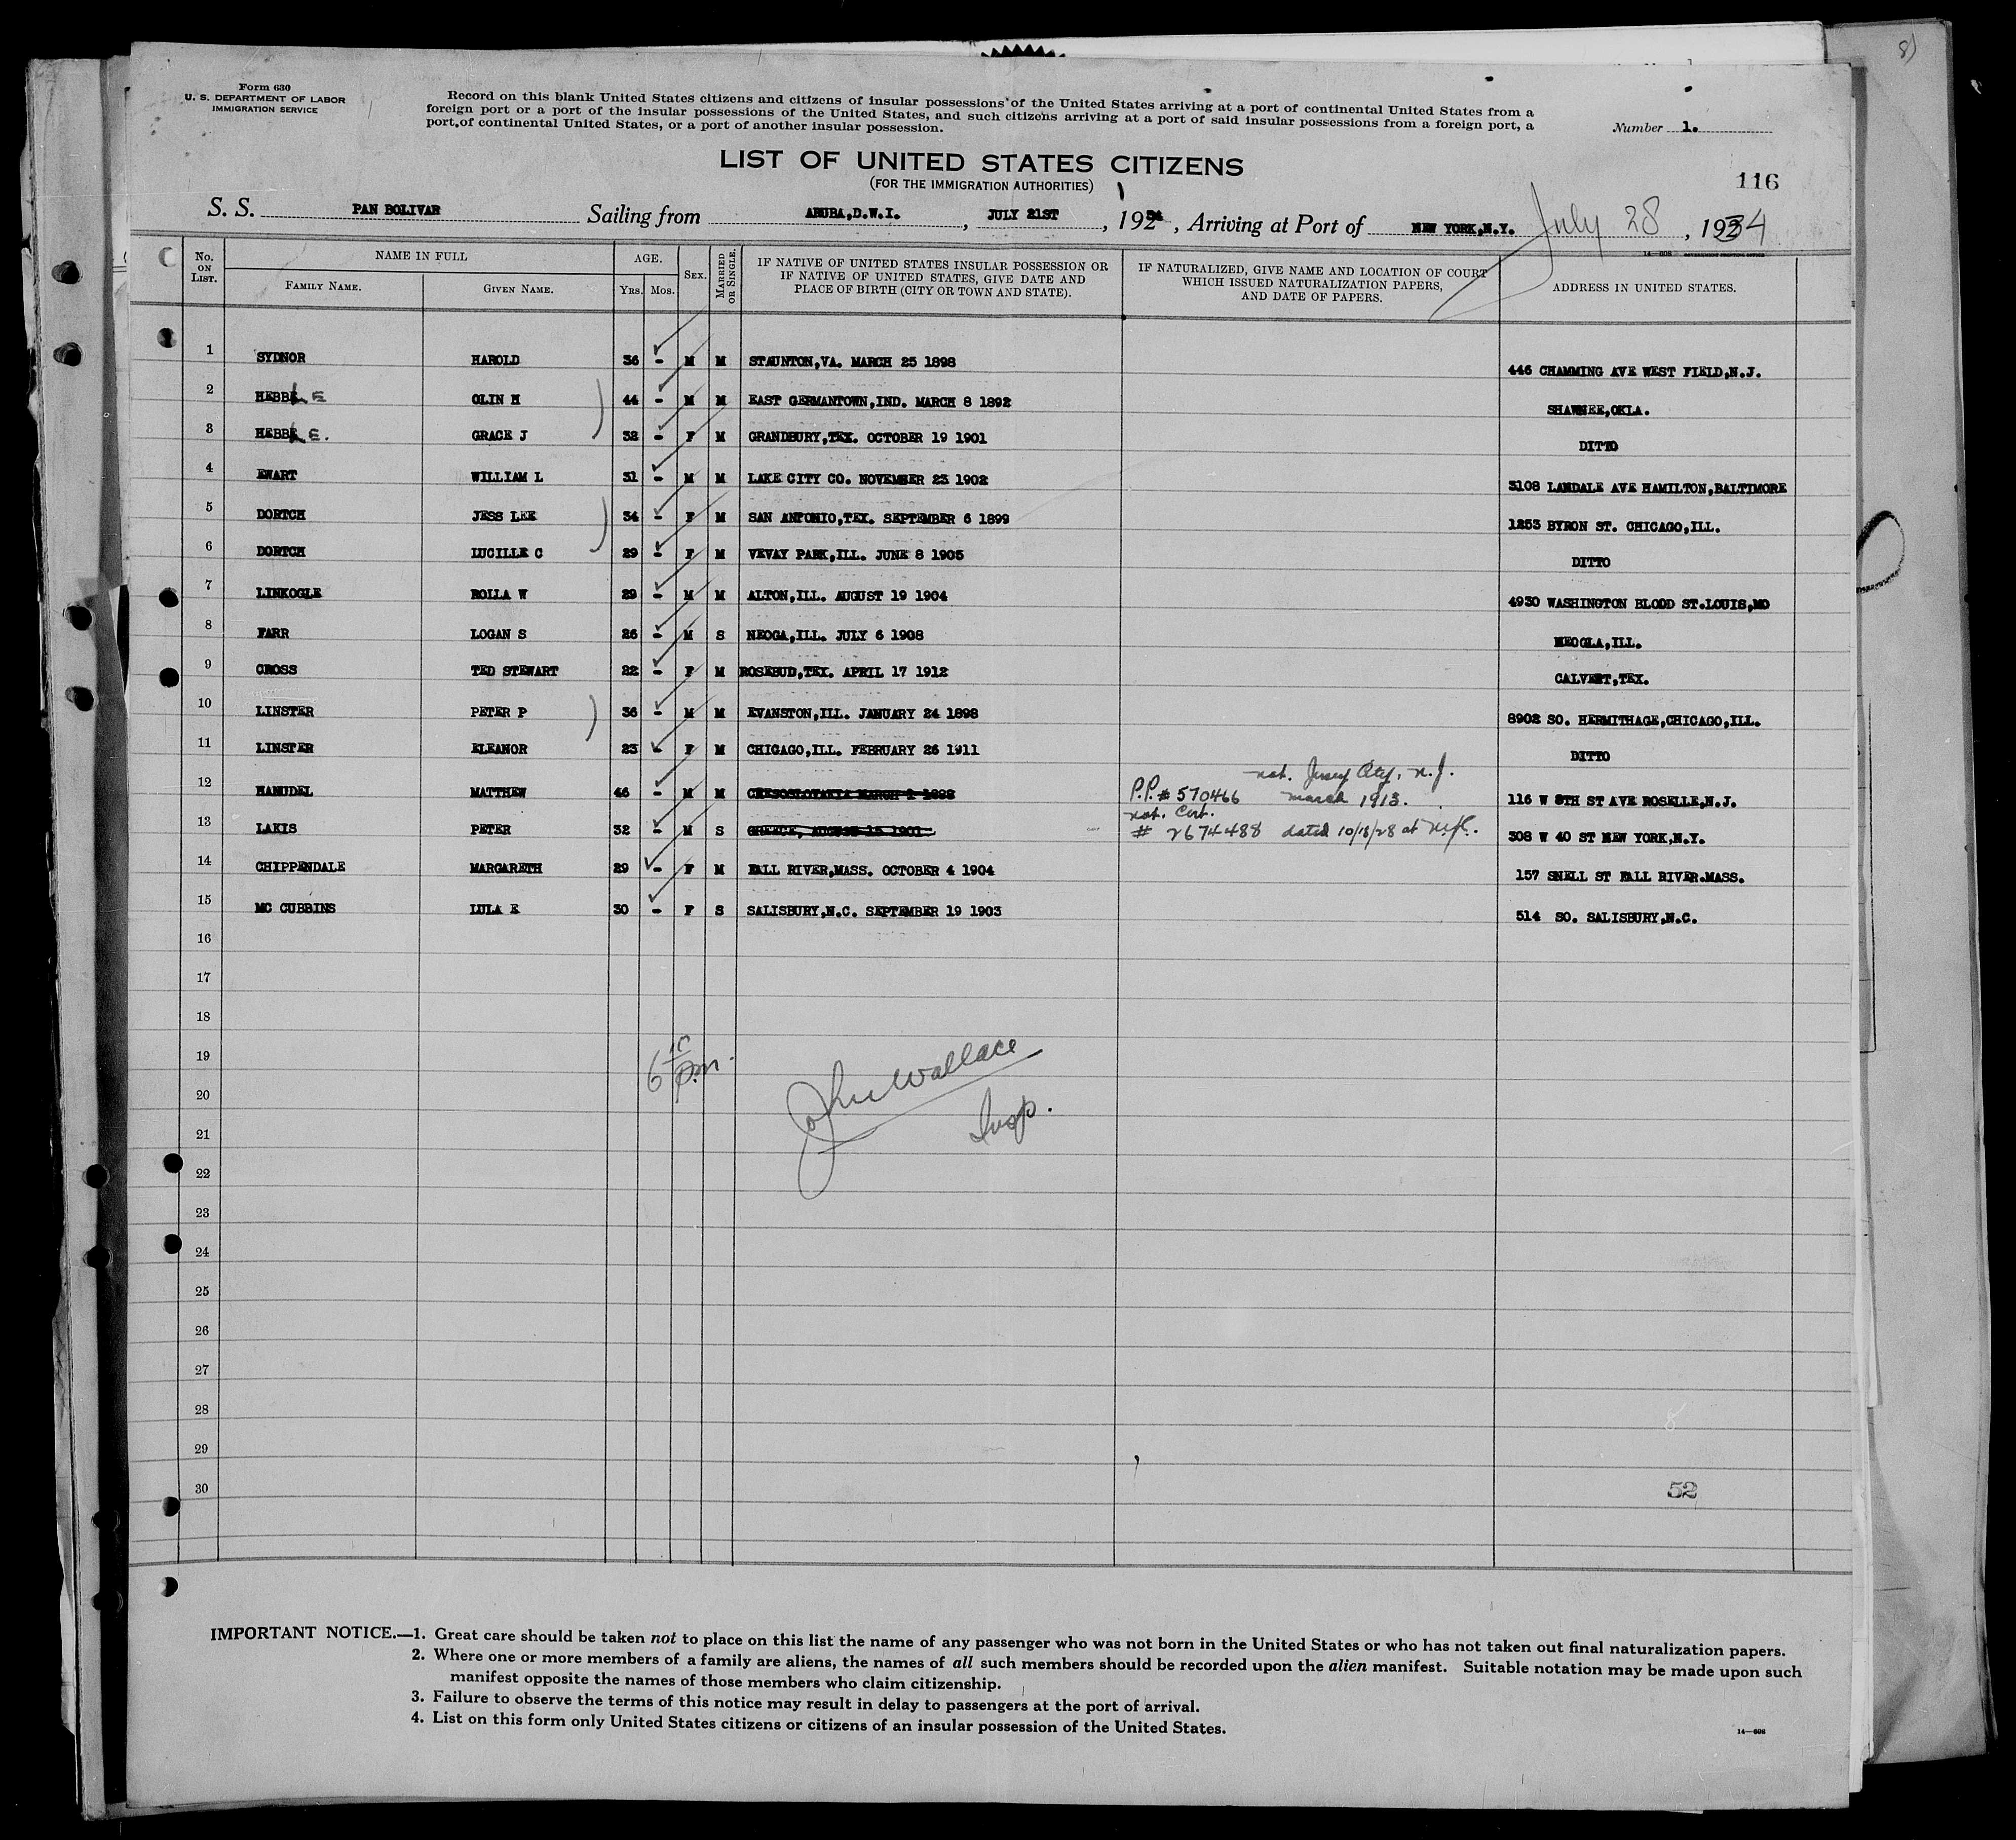 8)
Form 630
U. S. DEPARTMENT OF LABOR
IMMIGRATION SERVICE
Record on this blank United States citizens and citizens of insular possessions of the United States arriving at a port of continental United States from a
foreign port or a port of the insular possessions of the United States, and such citizens arriving at a port of said insular possessions from a foreign port, a
port of continental United States, or a port of another insular possession.
Number 1.
LIST OF UNITED STATES CITIZENS
(FOR THE IMMIGRATION AUTHORITIES)
116
S. S. PAN BOLIVAR Sailing from ARUBA,D.W.I. , JULY 21ST , 1934 , Arriving at Port of NEW YORK,N.Y. July 28 , 1934
No. ON LIST. NAME IN FULL AGE. SEX. MARRIED OR SINGLE. IF NATIVE OF UNITED STATES INSULAR POSSESSION OR IF NATIVE OF UNITED STATES, GIVE DATE AND PLACE OF BIRTH (CITY OR TOWN AND STATE). IF NATURALIZED, GIVE NAME AND LOCATION OF COURT WHICH ISSUED NATURALIZATION PAPERS, AND DATE OF PAPERS. ADDRESS IN UNITED STATES.
FAMILY NAME. GIVEN NAME. YRS. MOS.
1 SYDNOR HAROLD 36 - M M STAUNTON,VA. MARCH 25 1898 446 CHAMMING AVE WEST FIELD,N.J.
2 HEBBLE OLIN H 44 - M M EAST GERMANTOWN,IND. MARCH 8 1892 SHAWNEE,OKLA.
3 HEBBLE. GRACE J 32 - F M GRANDBURY,TEX. OCTOBER 19 1901 DITTO
4 EWART WILLIAM L 31 - M M LAKE CITY CO. NOVEMBER 23 1902 3108 LANDALE AVE HAMILTON,BALTIMORE
5 DORTCH JESS LEE 34 - F M SAN ANTONIO,TEX. SEPTEMBER 6 1899 1253 BYRON ST. CHICAGO,ILL.
6 DORTCH LUCILLE C 29 - F M VEVAY PARK,ILL. JUNE 8 1905 DITTO
7 LINKOGLE ROLLA W 29 - M M ALTON,ILL. AUGUST 19 1904 4930 WASHINGTON BLODD ST.LOUIS,MO
8 FARR LOGAN S 26 - M S NEOGA,ILL. JULY 6 1908 NEOGLA,ILL.
9 CROSS TED STEWART 22 - F M ROSEBUD,TEX. APRIL 17 1912 CALVERT,TEX.
10 LINSTER PETER P 36 - M M EVANSTON,ILL. JANUARY 24 1898 8902 SO. HERMITHAGE,CHICAGO,ILL.
11 LINSTER ELEANOR 23 - F M CHICAGO,ILL. FEBRUARY 26 1911 DITTO
nat. Jersey City, N.J.
12 HANUDEL MATTHEW 46 - M M CHESOSLOVAKIA MARCH 1 1888 P.P.# 570466 March 1913. 116 W 8TH ST AVE ROSELLE,N.J.
nat. Cert.
13 LAKIS PETER 32 - M S GREECE, AUGUST 15 1901 # 2674488 dated 10/18/28 at N.Y.C. 308 W 40 ST NEW YORK,N.Y.
14 CHIPPENDALE MARGARETH 29 - F M FALL RIVER,MASS. OCTOBER 4 1904 157 SNELL ST FALL RIVER.MASS.
15 MC CUBBINS LULA E 30 - F S SALISBURY,N.C. SEPTEMBER 19 1903 514 SO. SALISBURY,N.C.
16
17
18
19
6 10 pm.
John Wallace
20
Insp.
21
22
23
24
25
26
27
28
29
30
52
IMPORTANT NOTICE.—1. Great care should be taken not to place on this list the name of any passenger who was not born in the United States or who has not taken out final naturalization papers.
2. Where one or more members of a family are aliens, the names of all such members should be recorded upon the alien manifest. Suitable notation may be made upon such
manifest opposite the names of those members who claim citizenship.
3. Failure to observe the terms of this notice may result in delay to passengers at the port of arrival.
4. List on this form only United States citizens or citizens of an insular possession of the United States.
14—698